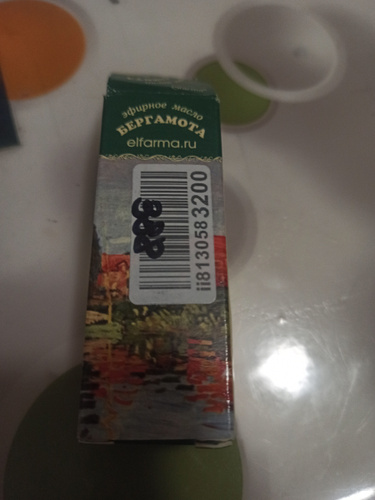 эфирное масло
БЕРГАМОТА
elfarma.ru
ii8130583200